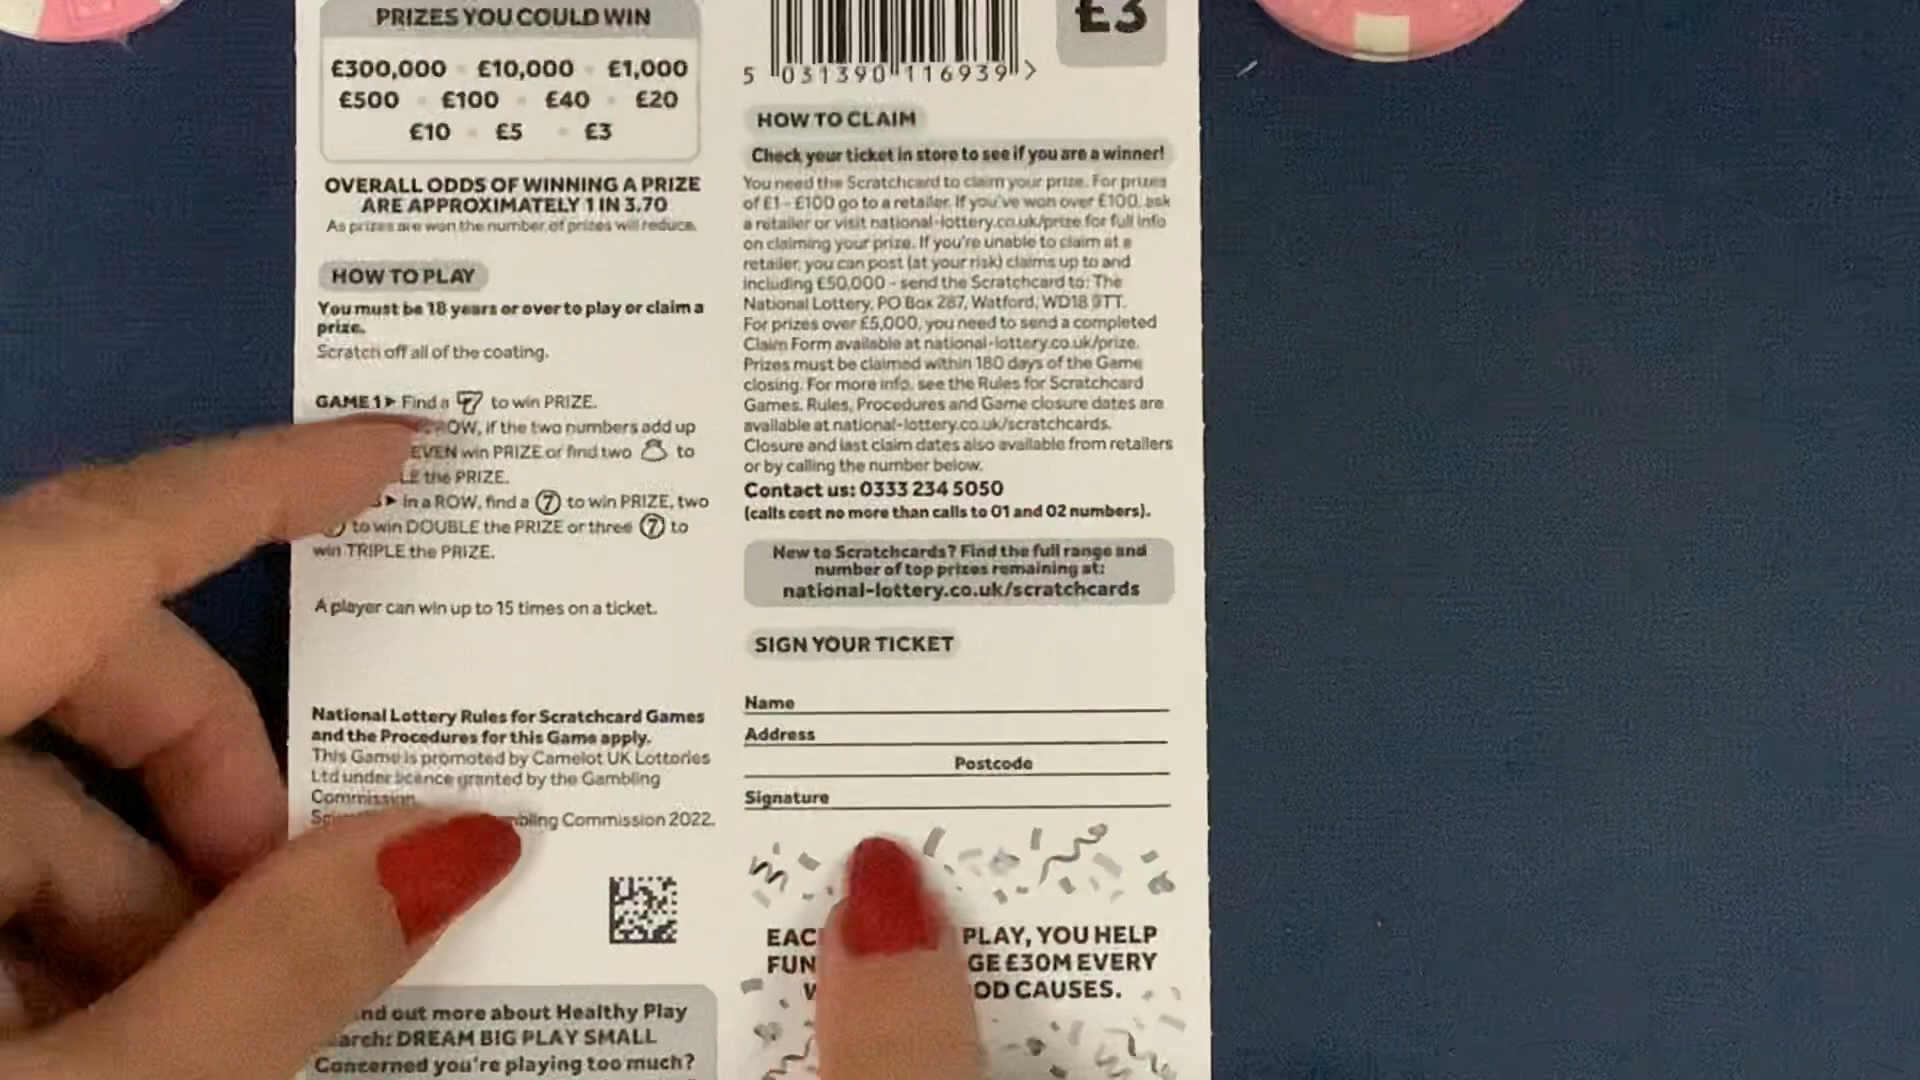 PRIZES YOU COULD WIN
£300,000 £10,000 £1,000
£500 £100 £40 £20
£10 £5 £3
OVERALL ODDS OF WINNING A PRIZE
ARE APPROXIMATELY 1 IN 3.70
As prizes are won the number of prizes will reduce.
HOW TO PLAY
You must be 18 years or over to play or claim a
prize.
Scratch off all of the coating.
GAME 1 Find a 7 to win PRIZE.
ROW, if the two numbers add up
EVEN win PRIZE or find two to
the PRIZE.
In a ROW, find a 7 to win PRIZE, two
to win DOUBLE the PRIZE or three 7 to
win TRIPLE the PRIZE.
A player can win up to 15 times on a ticket.
National Lottery Rules for Scratchcard Games
and the Procedures for this Game apply.
This Game is promoted by Camelot UK Lotteries
Ltd under licence granted by the Gambling
Commission
Commission 2022.
out more about Healthy Play
DREAM BIG PLAY SMALL
Concerned you're playing too much?
£3
5 031390 116939 >
HOW TO CLAIM
Check your ticket in store to see if you are a winner!
You need the Scratchcard to claim your prize. For prizes
of £1 - £100 go to a retailer. If you've won over £100, ask
a retailer or visit national-lottery.co.uk/prize for full info
on claiming your prize. If you're unable to claim at a
retailer, you can post (at your risk) claims up to and
including £50,000 - send the Scratchcard to: The
National Lottery, PO Box 287, Watford, WD18 9TT.
For prizes over £5,000, you need to send a completed
Claim Form available at national-lottery.co.uk/prize.
Prizes must be claimed within 180 days of the Game
closing. For more info, see the Rules for Scratchcard
Games. Rules, Procedures and Game closure dates are
available at national-lottery.co.uk/scratchcards.
Closure and last claim dates also available from retailers
or by calling the number below.
Contact us: 0333 234 5050
(calls cost no more than calls to 01 and 02 numbers).
New to Scratchcards? Find the full range and
number of top prizes remaining at:
national-lottery.co.uk/scratchcards
SIGN YOUR TICKET
Name
Address
Postcode
Signature
PLAY, YOU HELP
£30M EVERY
CAUSES.